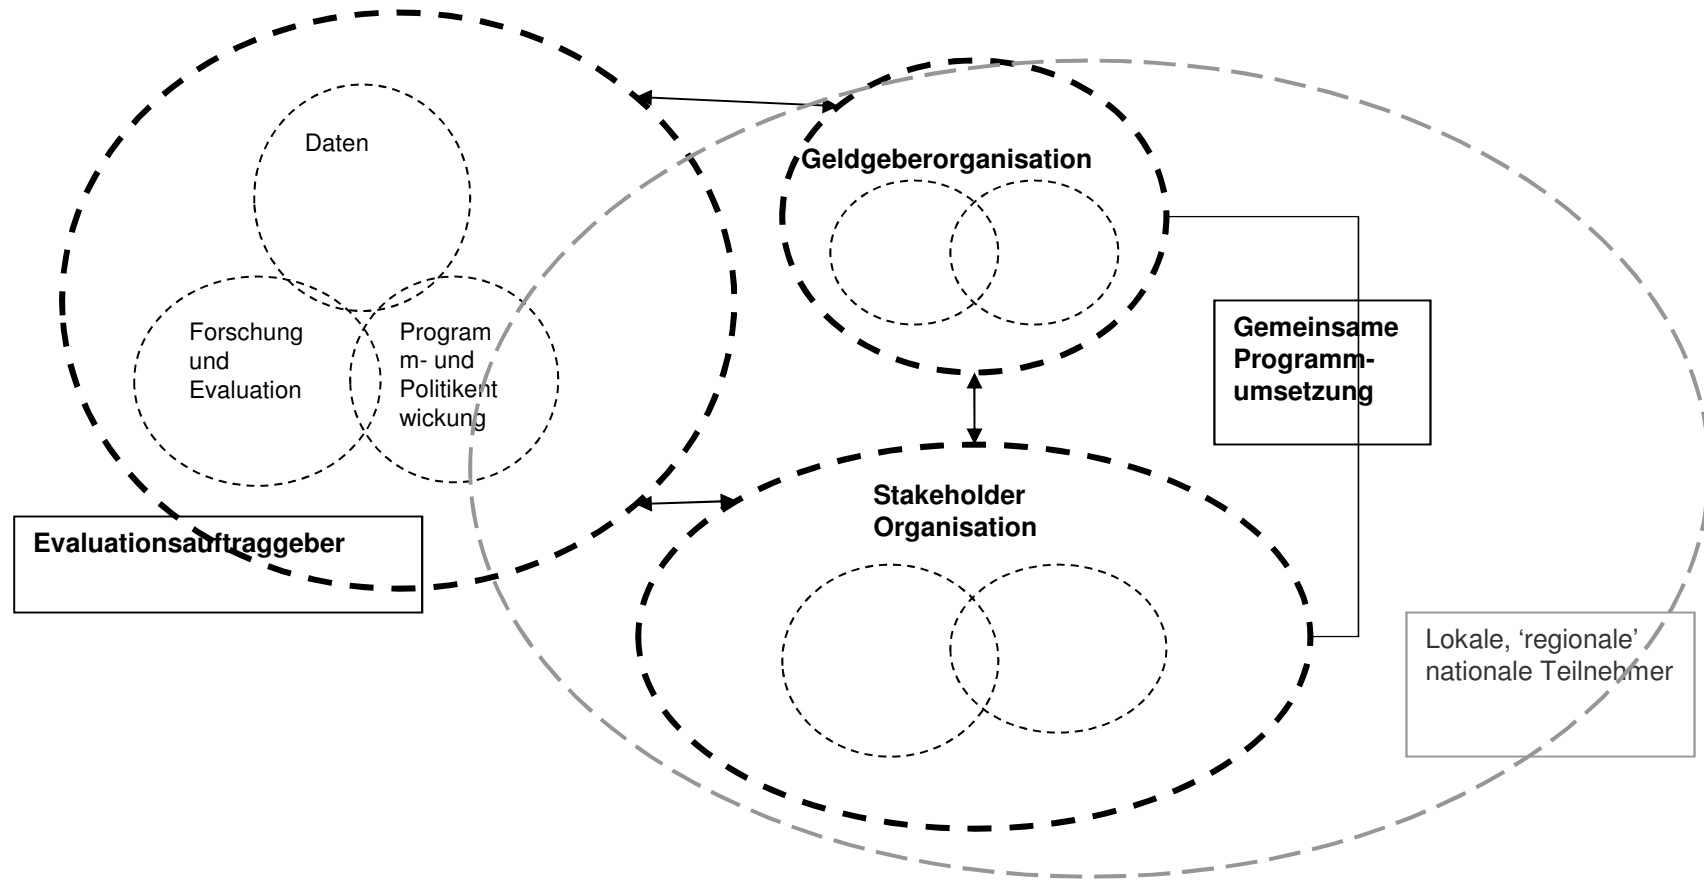 Daten
Geldgeberorganisation
Forschung
und
Evaluation
Program
m- und
Politikent
wickung
Gemeinsame
Programm-
umsetzung
Stakeholder
Organisation
Evaluationsauftraggeber
Lokale, ‘regionale’
nationale Teilnehmer